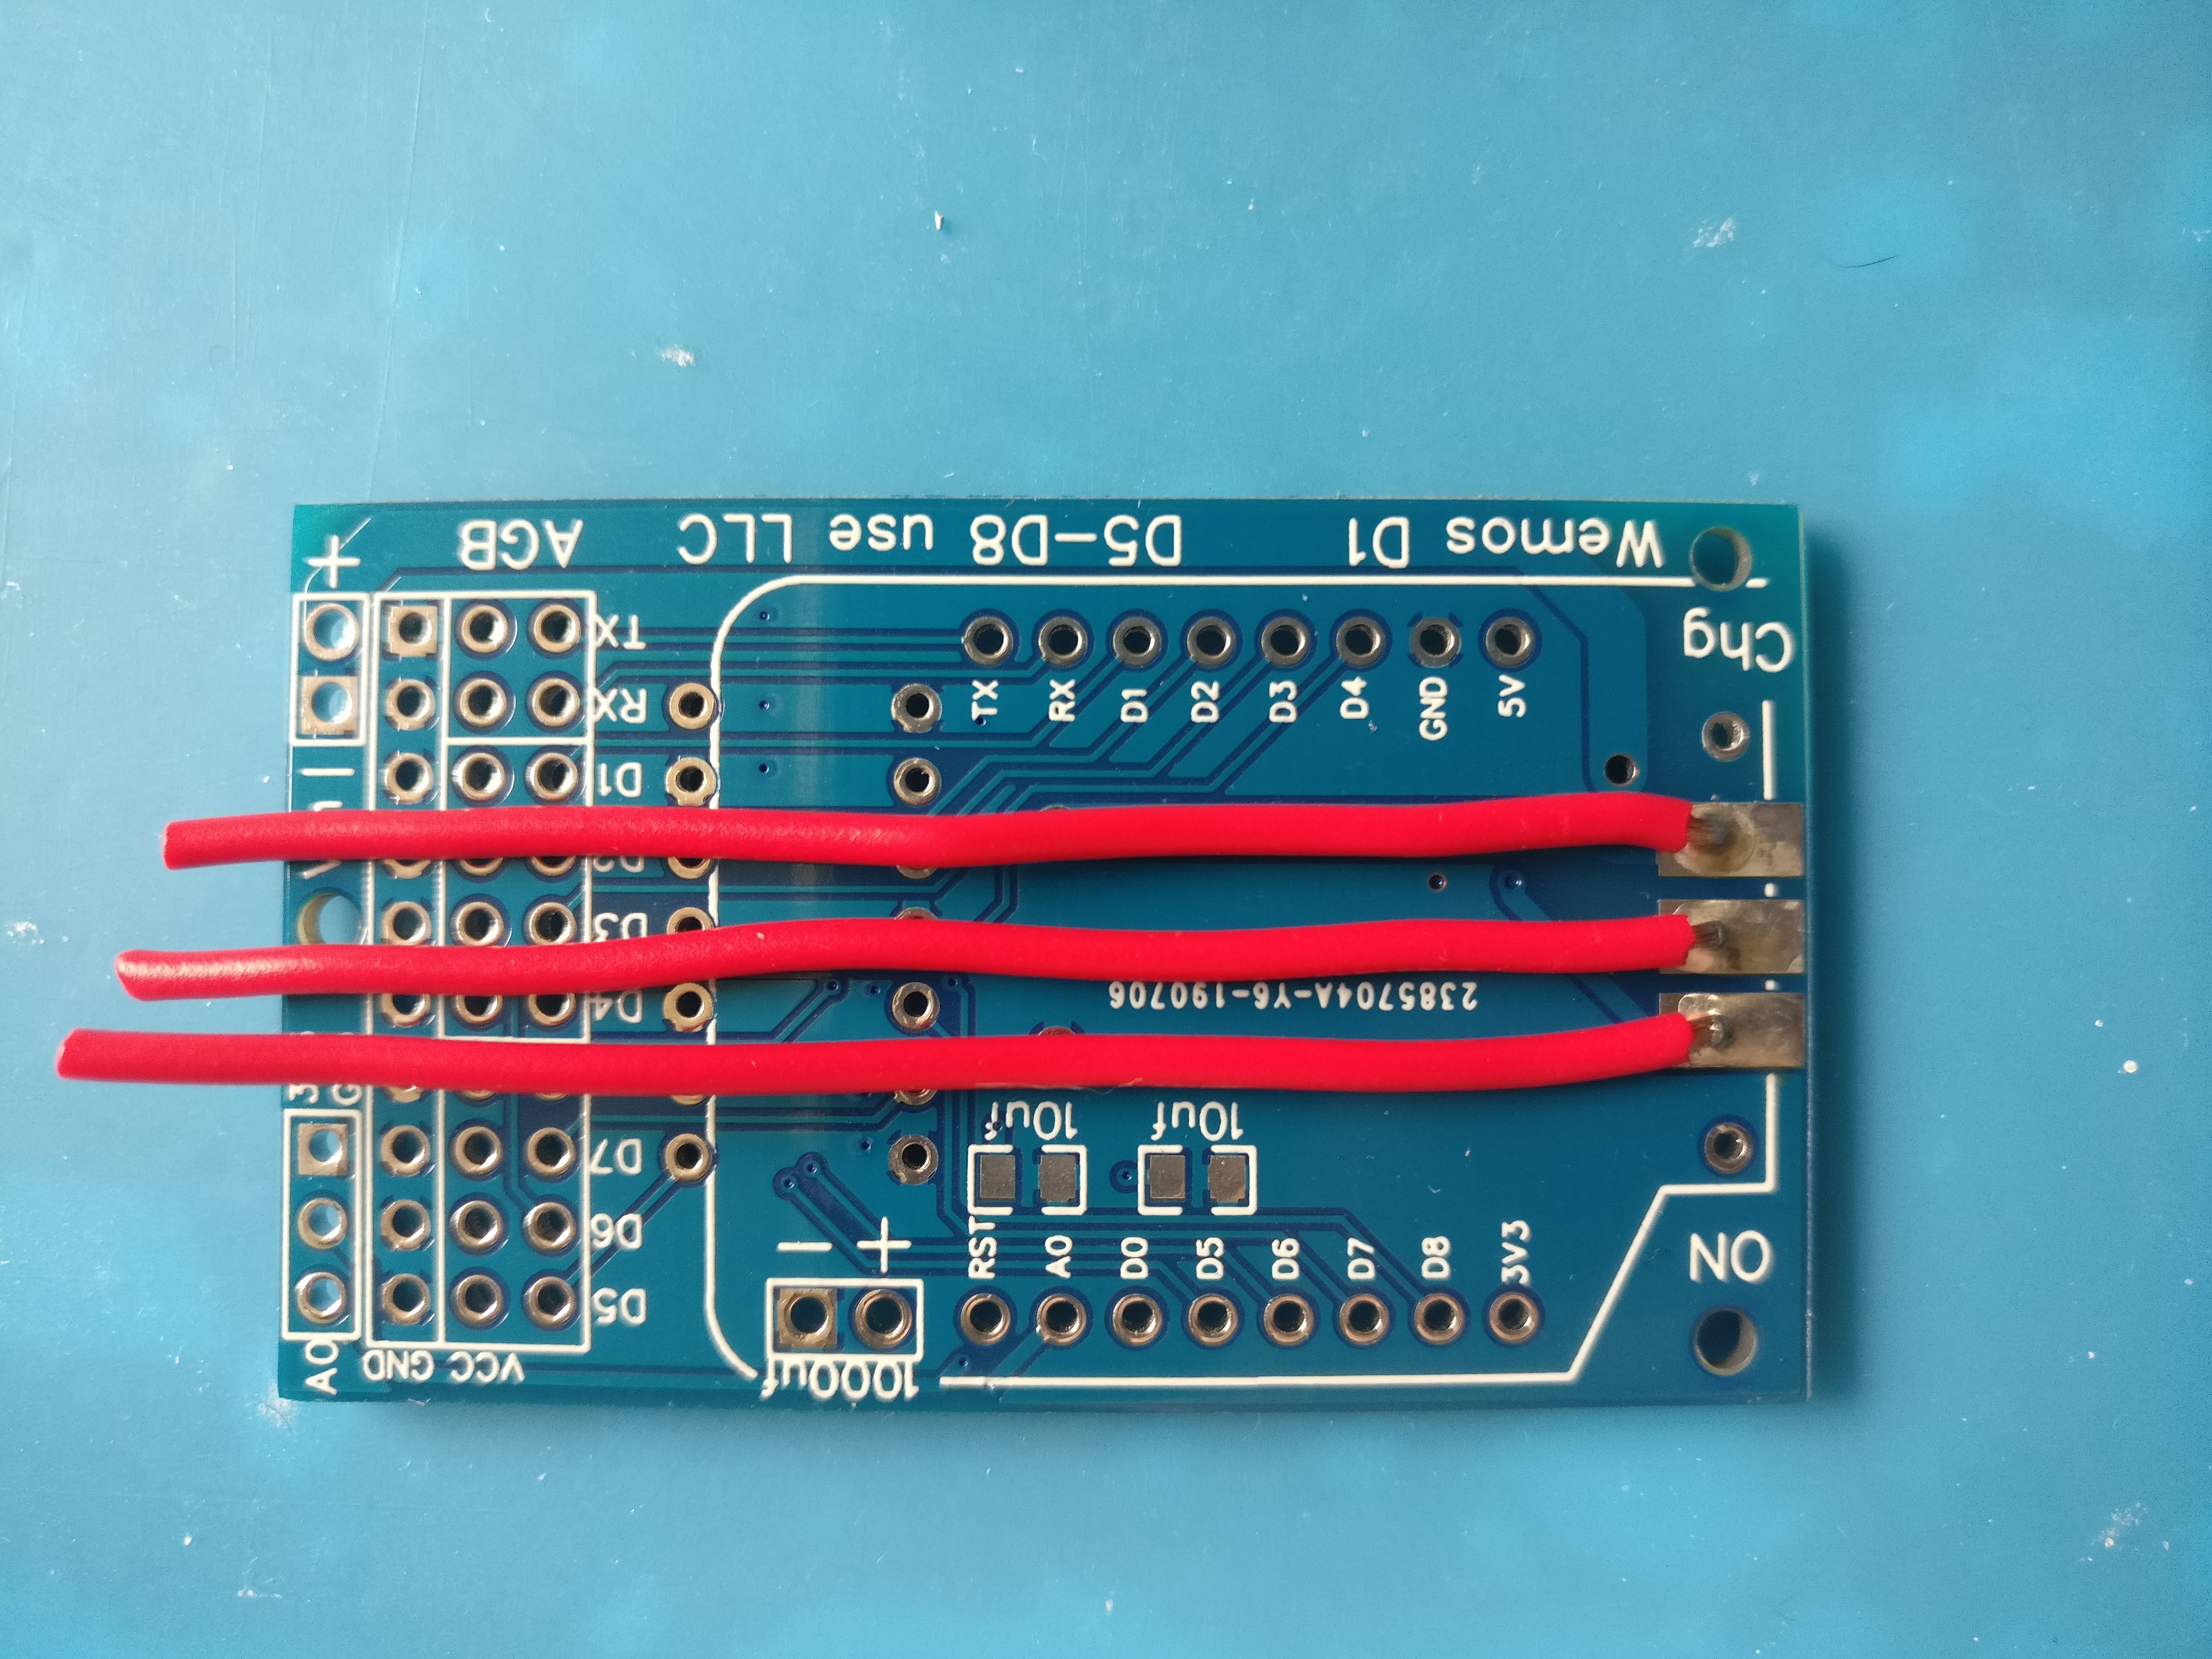 Wemos D1 D5-D8 use LLC AGB
+
Chg
TX
RX
D1
D2
D3
D4
D7
D6
D5
-
TX
RX
D1
D2
D3
D4
GND
5V
2385704A-Y6-190706
10uf
10uf
-
+
1000uf
RST
A0
D0
D5
D6
D7
D8
3V3
ON
A0
GND
VCC